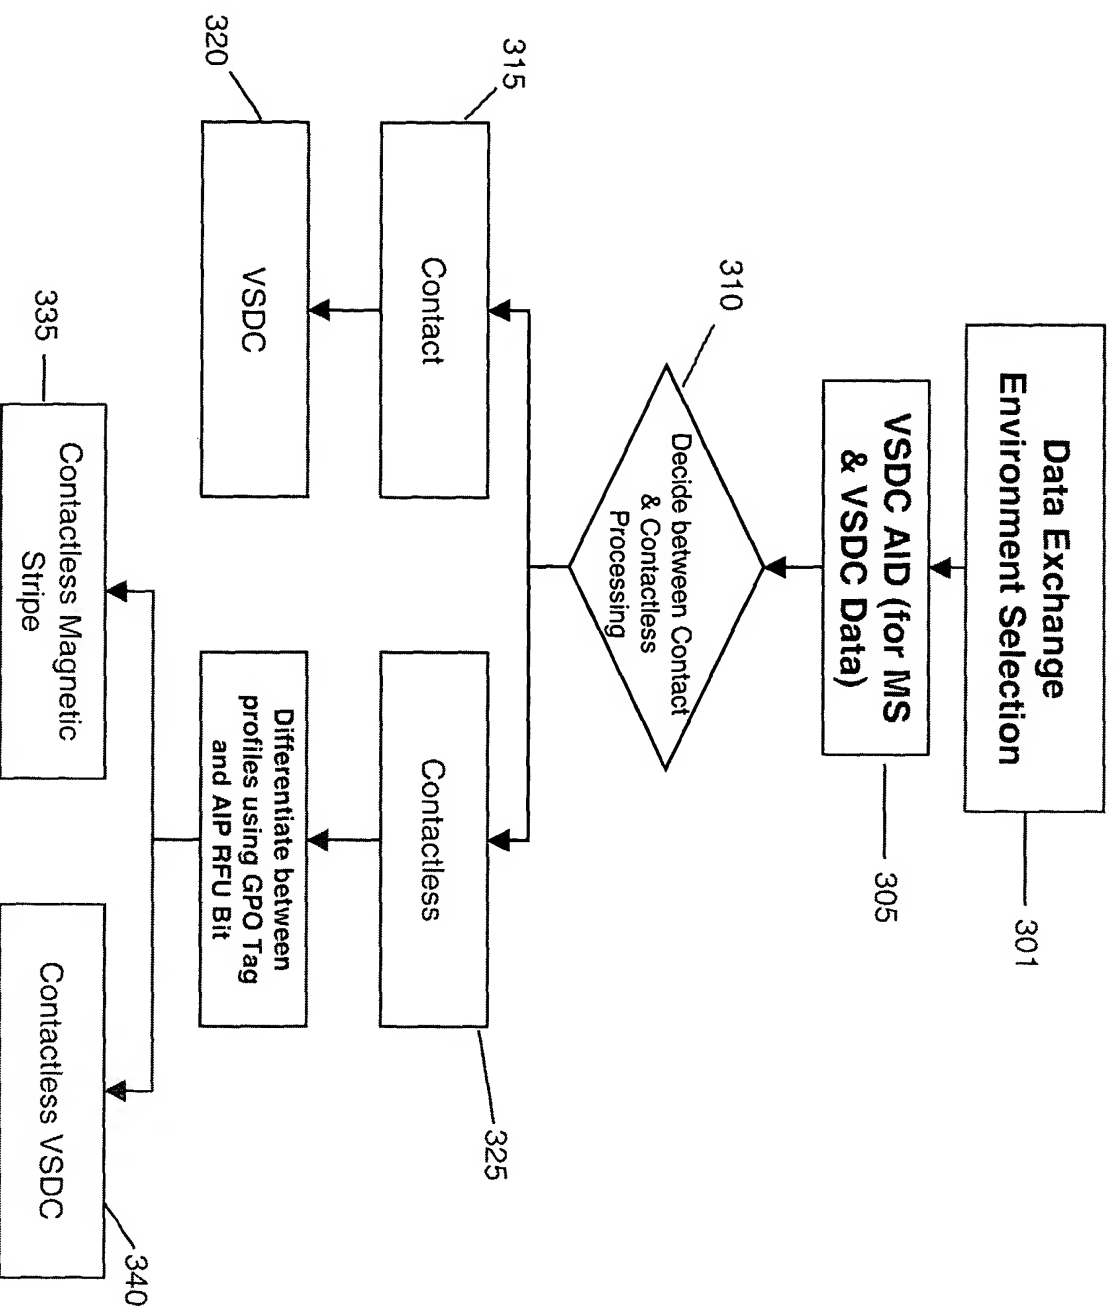 Data Exchange
Environment Selection
301
VSDC AID (for MS
& VSDC Data)
305
310
Decide between Contact
& Contactless
Processing
315
Contact
Contactless
325
320
VSDC
Differentiate between
profiles using GPO Tag
and AIP RFU Bit
335
Contactless Magnetic
Stripe
Contactless VSDC
340